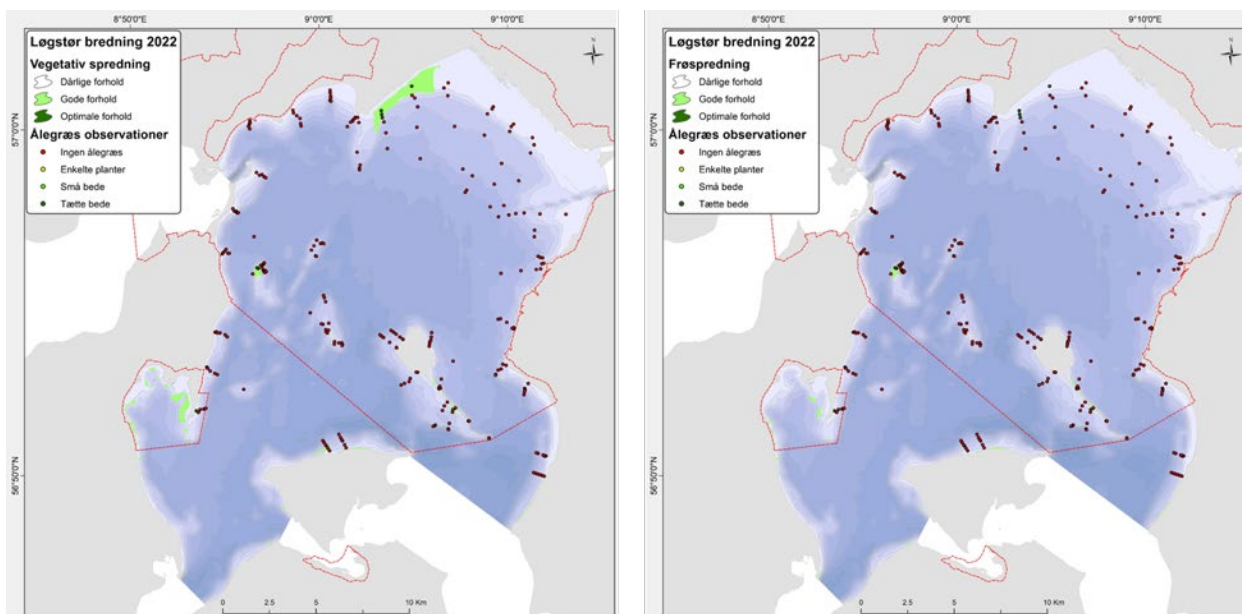 8°50'0"E 9°0'0"E 9°10'0"E
Løgstør bredning 2022
Vegetativ spredning
Dårlige forhold
Gode forhold
Optimale forhold
Ålegræs observationer
Ingen ålegræs
Enkelte planter
Små bede
Tætte bede
N
57°0'0"N
56°50'0"N
0 2.5 5 10 Km
8°50'0"E 9°0'0"E 9°10'0"E
Løgstør bredning 2022
Frøspredning
Dårlige forhold
Gode forhold
Optimale forhold
Ålegræs observationer
Ingen ålegræs
Enkelte planter
Små bede
Tætte bede
N
57°0'0"N
56°50'0"N
0 2.5 5 10 Km